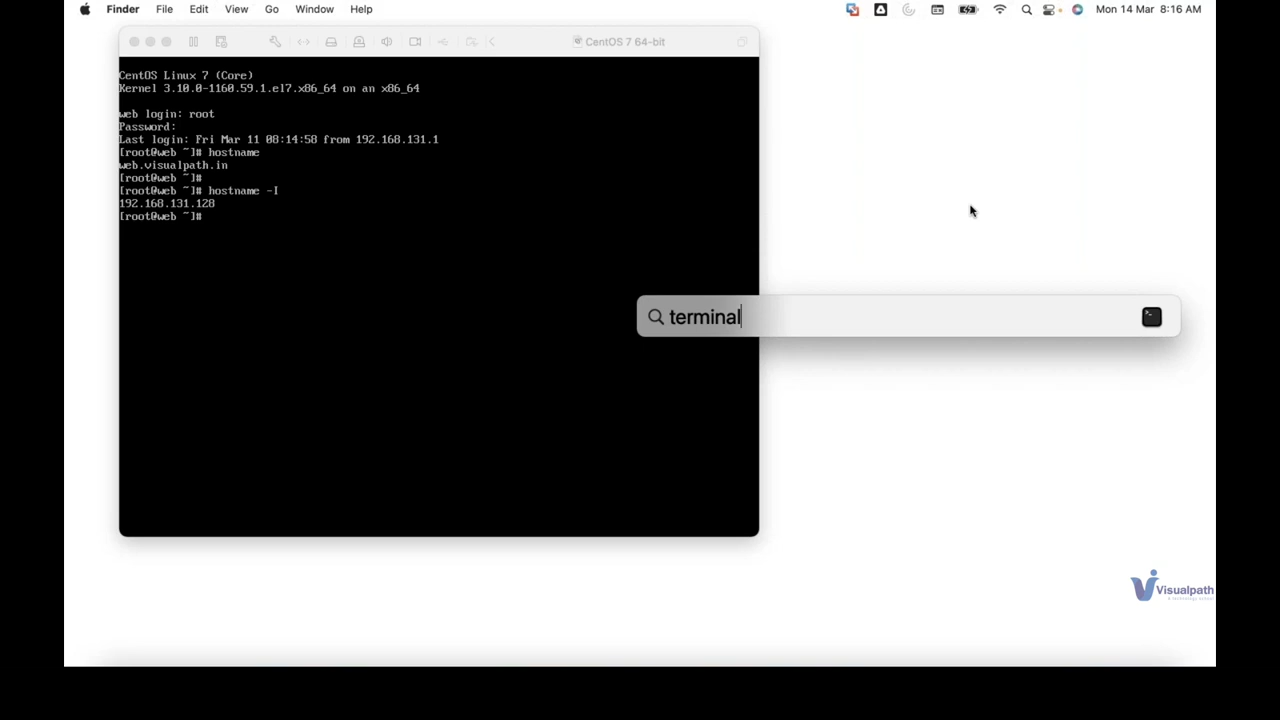 Finder File Edit View Go Window Help Mon 14 Mar 8:16 AM
CentOS 7 64-bit
CentOS Linux 7 (Core)
Kernel 3.10.0-1160.59.1.el7.x86_64 on an x86_64
web login: root
Password:
Last login: Fri Mar 11 08:14:58 from 192.168.131.1
[root@web ~]# hostname
web.visualpath.in
[root@web ~]#
[root@web ~]# hostname -I
192.168.131.128
[root@web ~]#
terminal
Visualpath